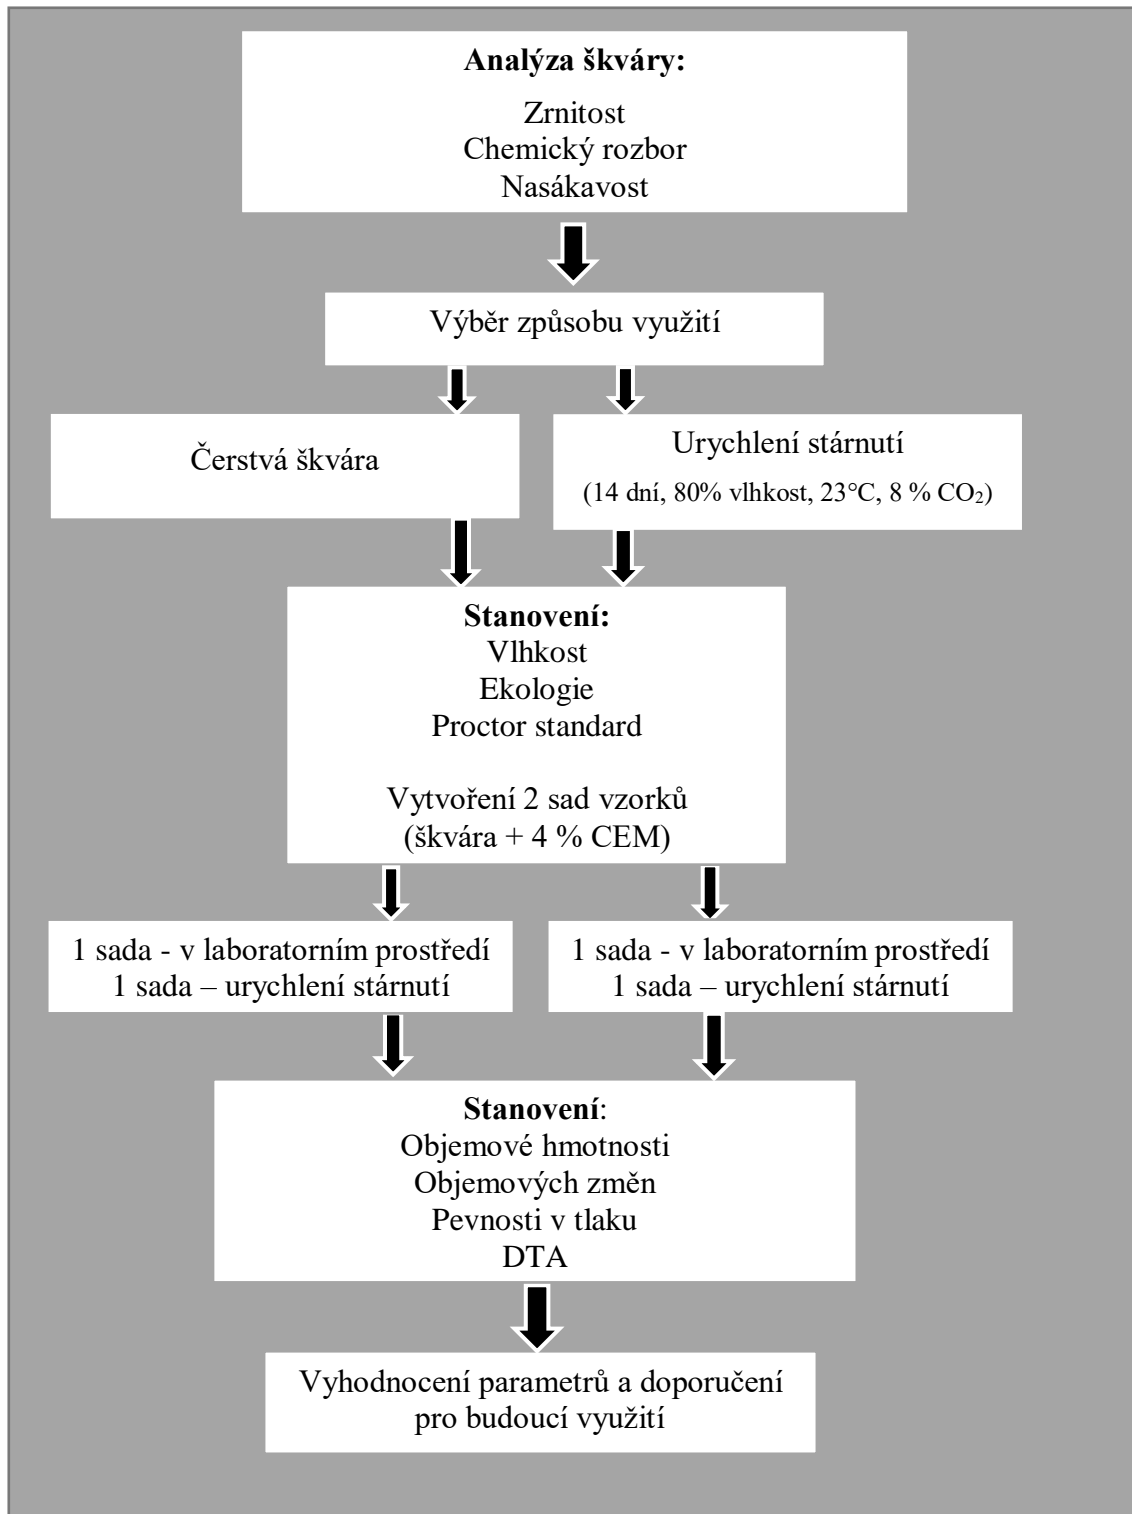 Analýza škváry:
Zrnitost
Chemický rozbor
Nasákavost
Výběr způsobu využití
Čerstvá škvára
Urychlení stárnutí
(14 dní, 80% vlhkost, 23°C, 8 % CO₂)
Stanovení:
Vlhkost
Ekologie
Proctor standard
Vytvoření 2 sad vzorků
(škvára + 4 % CEM)
1 sada - v laboratorním prostředí
1 sada – urychlení stárnutí
1 sada - v laboratorním prostředí
1 sada – urychlení stárnutí
Stanovení:
Objemové hmotnosti
Objemových změn
Pevnosti v tlaku
DTA
Vyhodnocení parametrů a doporučení
pro budoucí využití